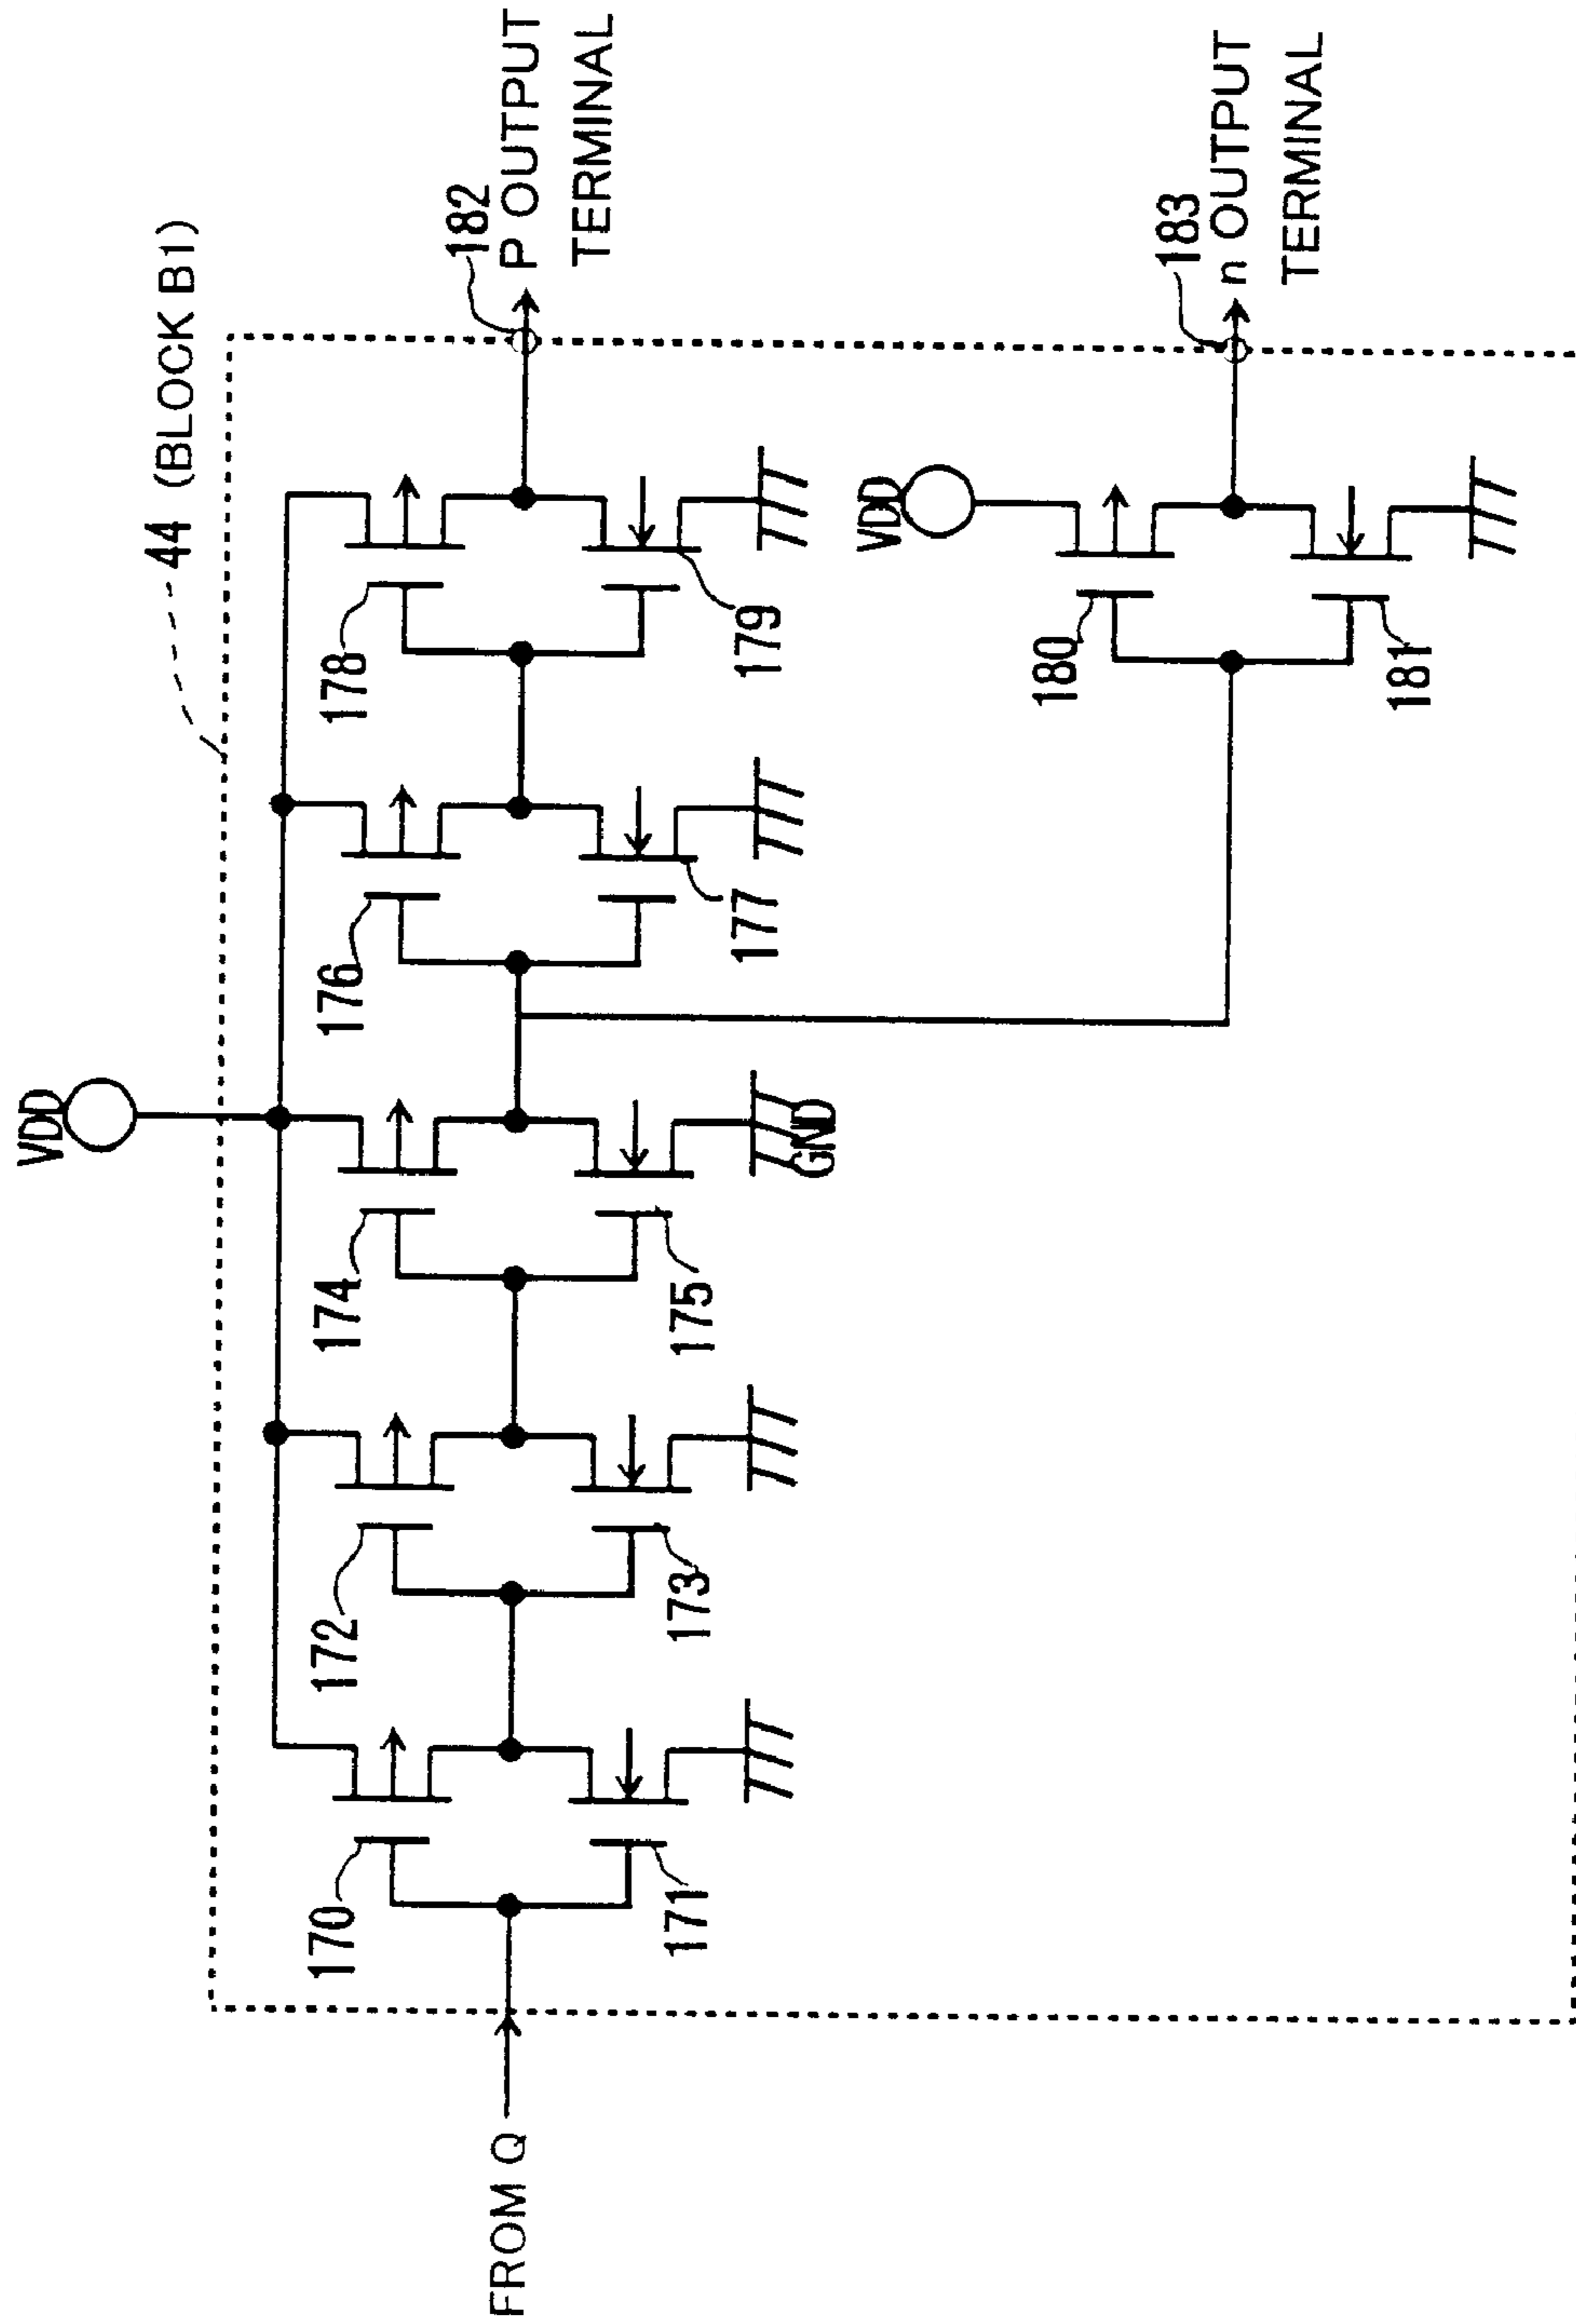 44 (BLOCK B1)
VDD
182
P OUTPUT
TERMINAL
170
172
174
176
178
171
173
175
177
179
GND
VDD
183
n OUTPUT
TERMINAL
180
181
FROM Q